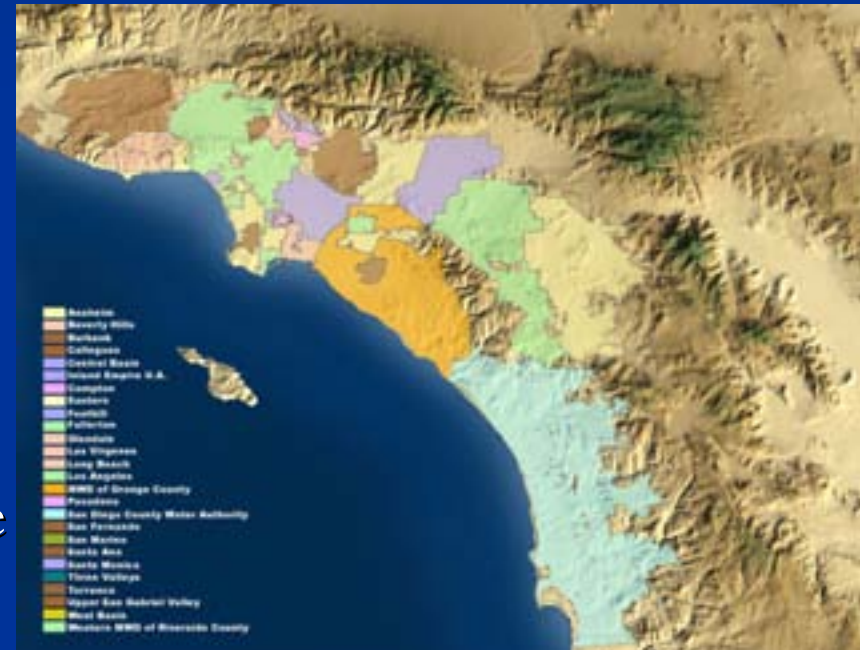 Anaheim
Beverly Hills
Burbank
Calleguas
Central Basin
Inland Empire U.A.
Compton
Eastern
Foothill
Fullerton
Glendale
Las Virgenes
Long Beach
Los Angeles
MWD of Orange County
Pasadena
San Diego County Water Authority
San Fernando
San Marino
Santa Ana
Santa Monica
Three Valleys
Torrance
Upper San Gabriel Valley
West Basin
Western MWD of Riverside County